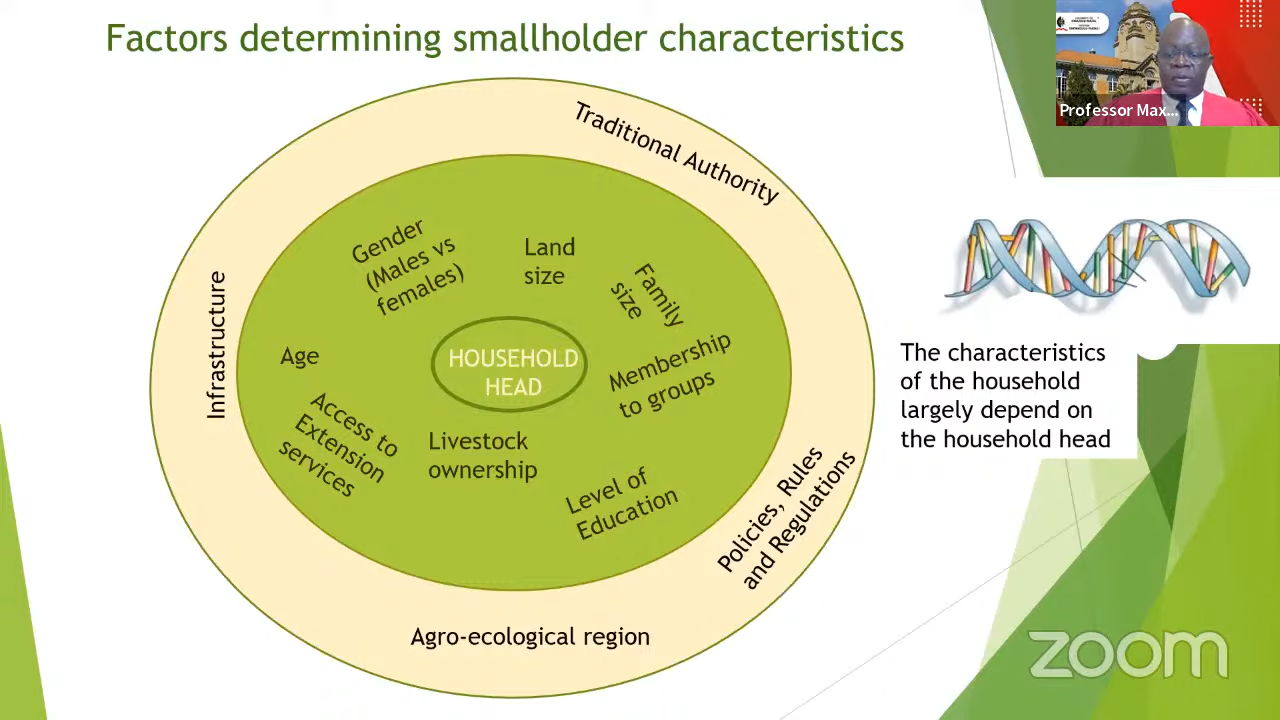 Factors determining smallholder characteristics
Professor Max...
Traditional Authority
Infrastructure
Gender
(Males vs
females)
Land
size
Family
size
Age
HOUSEHOLD
HEAD
Membership
to groups
Access to
Extension
services
Livestock
ownership
Level of
Education
Policies, Rules
and Regulations
Agro-ecological region
The characteristics
of the household
largely depend on
the household head
zoom